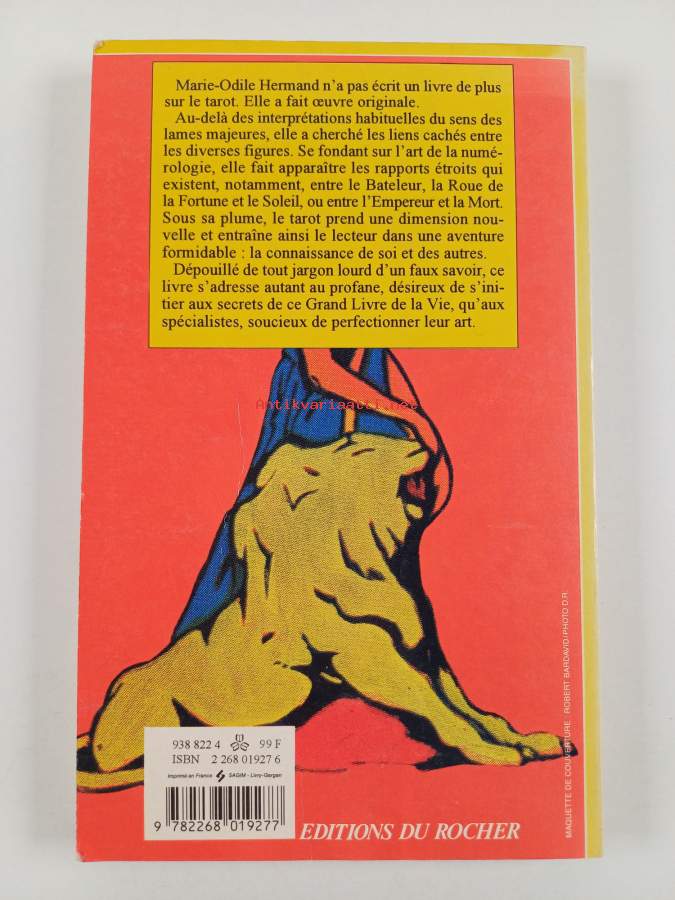 Marie-Odile Hermand n'a pas écrit un livre de plus
sur le tarot. Elle a fait œuvre originale.
Au-delà des interprétations habituelles du sens des
lames majeures, elle a cherché les liens cachés entre
les diverses figures. Se fondant sur l'art de la numé-
rologie, elle fait apparaître les rapports étroits qui
existent, notamment, entre le Bateleur, la Roue de
la Fortune et le Soleil, ou entre l'Empereur et la Mort.
Sous sa plume, le tarot prend une dimension nou-
velle et entraîne ainsi le lecteur dans une aventure
formidable : la connaissance de soi et des autres.
Dépouillé de tout jargon lourd d'un faux savoir, ce
livre s'adresse autant au profane, désireux de s'ini-
tier aux secrets de ce Grand Livre de la Vie, qu'aux
spécialistes, soucieux de perfectionner leur art.
Antikvariaatti.net
938 822 4 99 F
ISBN 2 268 01927 6
Imprimé en France SAGIM - Livry-Gargan
9 782268 019277
EDITIONS DU ROCHER
MAQUETTE DE COUVERTURE : ROBERT BARDAVID / PHOTO D.R.